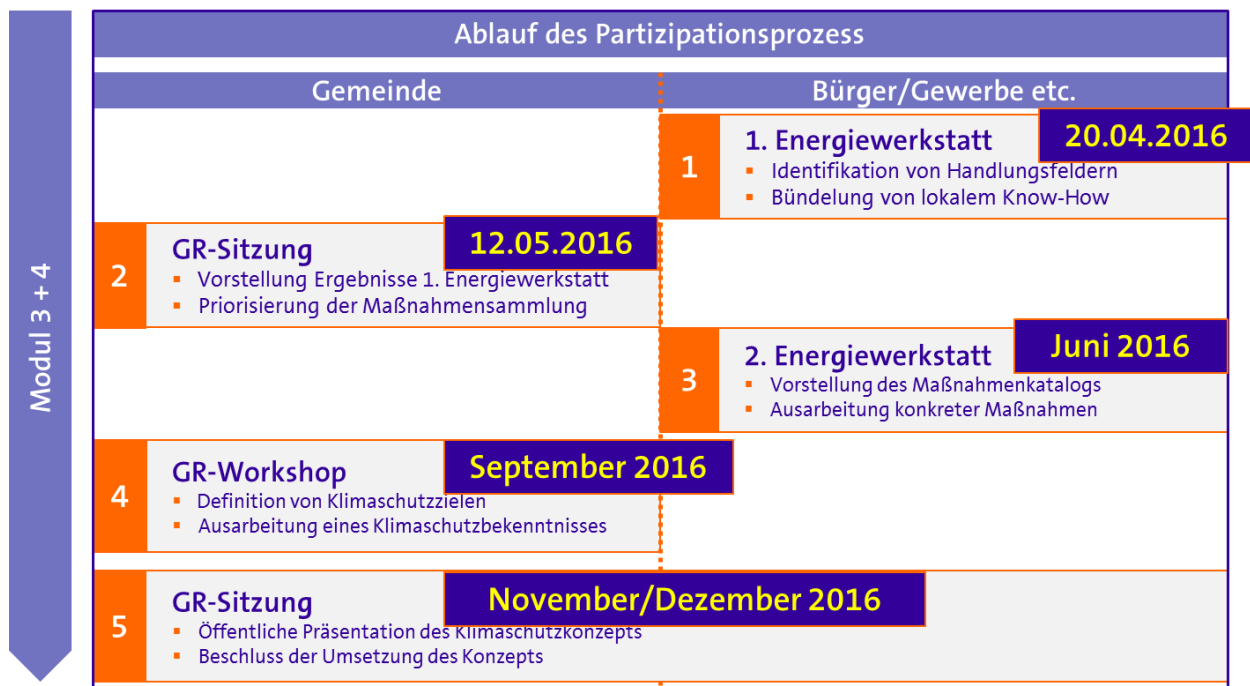 Ablauf des Partizipationsprozess
Modul 3 + 4
Gemeinde
Bürger/Gewerbe etc.
1
1. Energiewerkstatt
20.04.2016
Identifikation von Handlungsfeldern
Bündelung von lokalem Know-How
2
GR-Sitzung
12.05.2016
Vorstellung Ergebnisse 1. Energiewerkstatt
Priorisierung der Maßnahmensammlung
3
2. Energiewerkstatt
Juni 2016
Vorstellung des Maßnahmenkatalogs
Ausarbeitung konkreter Maßnahmen
4
GR-Workshop
September 2016
Definition von Klimaschutzzielen
Ausarbeitung eines Klimaschutzbekenntnisses
5
GR-Sitzung
November/Dezember 2016
Öffentliche Präsentation des Klimaschutzkonzepts
Beschluss der Umsetzung des Konzepts